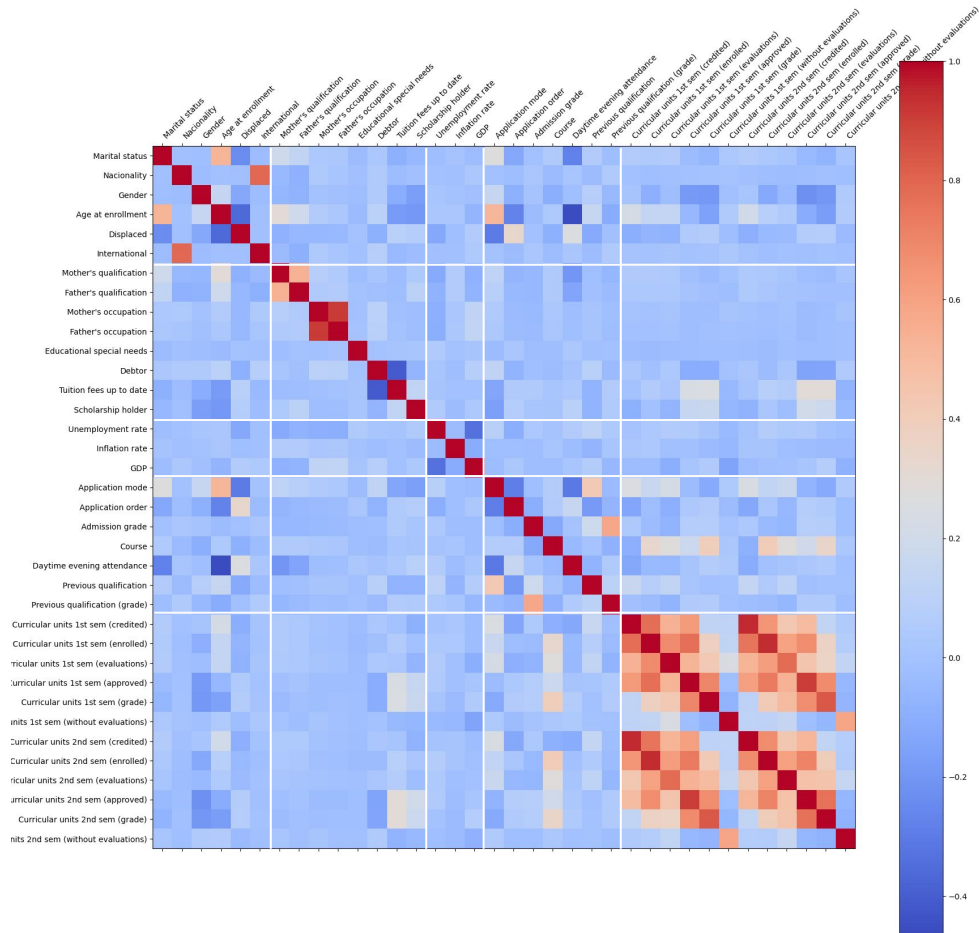 Marital status
Nacionality
Gender
Age at enrollment
Displaced
International
Mother's qualification
Father's qualification
Mother's occupation
Father's occupation
Educational special needs
Debtor
Tuition fees up to date
Scholarship holder
Unemployment rate
Inflation rate
GDP
Application mode
Application order
Admission grade
Course
Daytime evening attendance
Previous qualification
Previous qualification (grade)
Curricular units 1st sem (credited)
Curricular units 1st sem (enrolled)
Curricular units 1st sem (evaluations)
Curricular units 1st sem (approved)
Curricular units 1st sem (grade)
Curricular units 1st sem (without evaluations)
Curricular units 2nd sem (credited)
Curricular units 2nd sem (enrolled)
Curricular units 2nd sem (evaluations)
Curricular units 2nd sem (approved)
Curricular units 2nd sem (grade)
Curricular units 2 without evaluations)
Marital status
Nacionality
Gender
Age at enrollment
Displaced
International
Mother's qualification
Father's qualification
Mother's occupation
Father's occupation
Educational special needs
Debtor
Tuition fees up to date
Scholarship holder
Unemployment rate
Inflation rate
GDP
Application mode
Application order
Admission grade
Course
Daytime evening attendance
Previous qualification
Previous qualification (grade)
Curricular units 1st sem (credited)
Curricular units 1st sem (enrolled)
rricular units 1st sem (evaluations)
urricular units 1st sem (approved)
Curricular units 1st sem (grade)
units 1st sem (without evaluations)
Curricular units 2nd sem (credited)
Curricular units 2nd sem (enrolled)
rricular units 2nd sem (evaluations)
urricular units 2nd sem (approved)
Curricular units 2nd sem (grade)
nits 2nd sem (without evaluations)
1.0
0.8
0.6
0.4
0.2
0.0
−0.2
−0.4